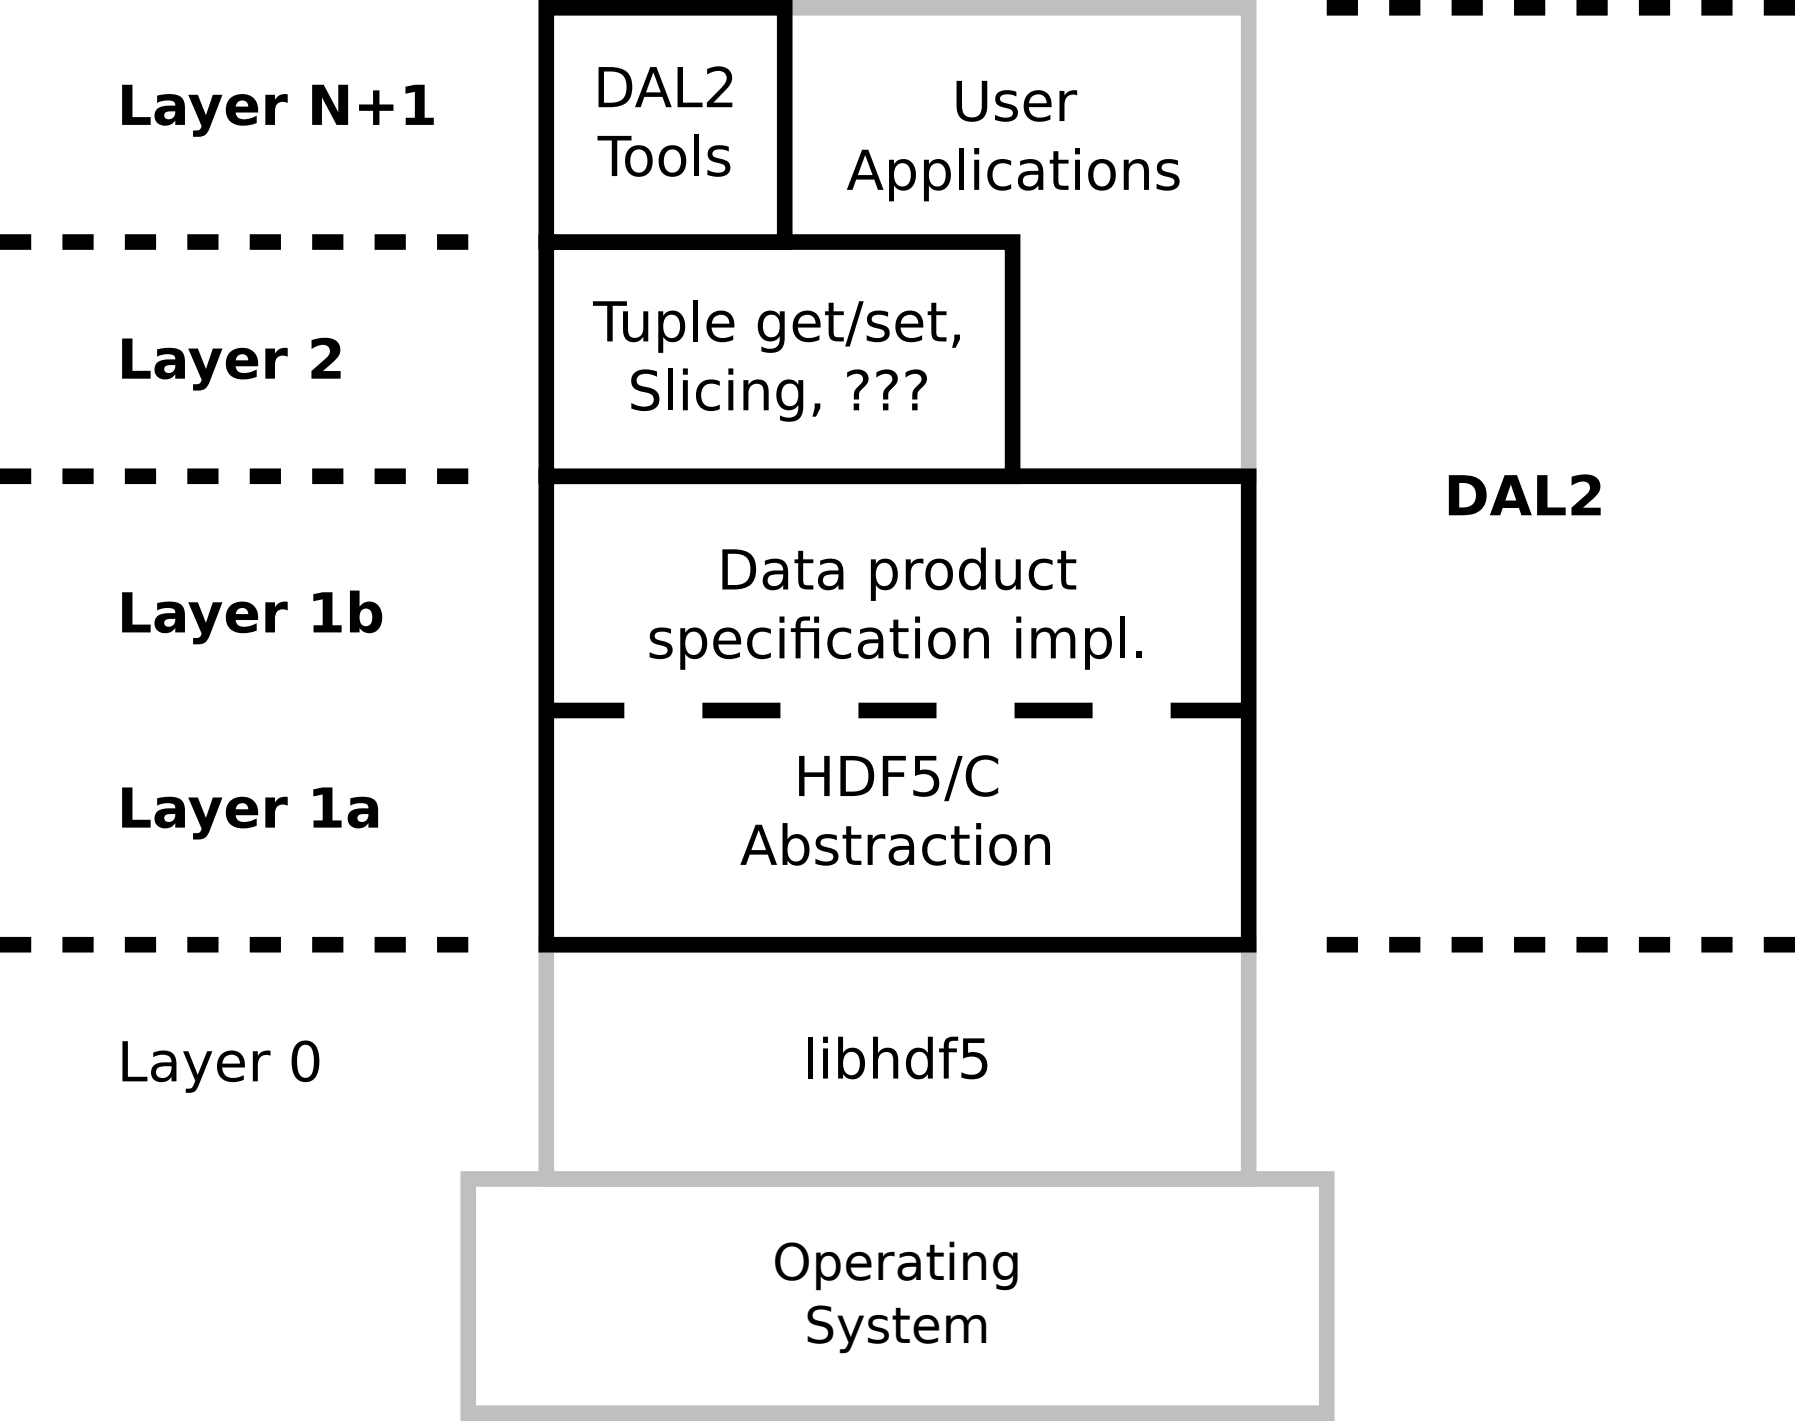 Layer N+1
DAL2
Tools
User
Applications
Layer 2
Tuple get/set,
Slicing, ???
DAL2
Layer 1b
Data product
specification impl.
Layer 1a
HDF5/C
Abstraction
Layer 0
libhdf5
Operating
System